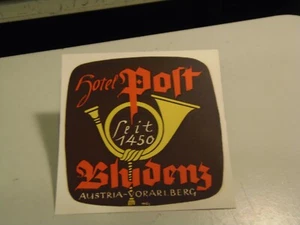 Hotel Post
Seit
1450
Bludenz
AUSTRIA-VORARLBERG